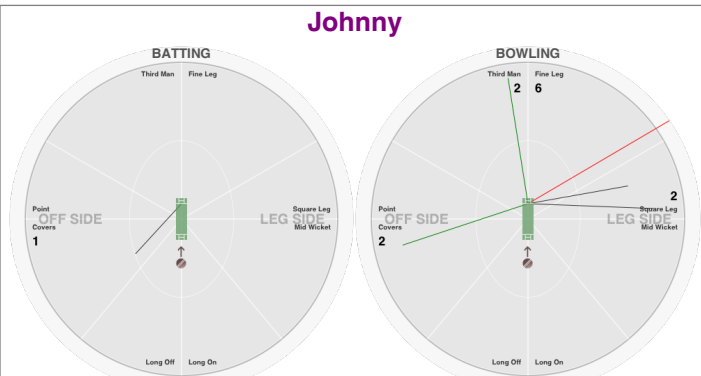 Johnny
BATTING
Third Man
Fine Leg
Point
OFF SIDE
Covers
1
Square Leg
LEG SIDE
Mid Wicket
Long Off
Long On
BOWLING
Third Man
Fine Leg
2
6
Point
OFF SIDE
Covers
2
2
Square Leg
LEG SIDE
Mid Wicket
Long Off
Long On